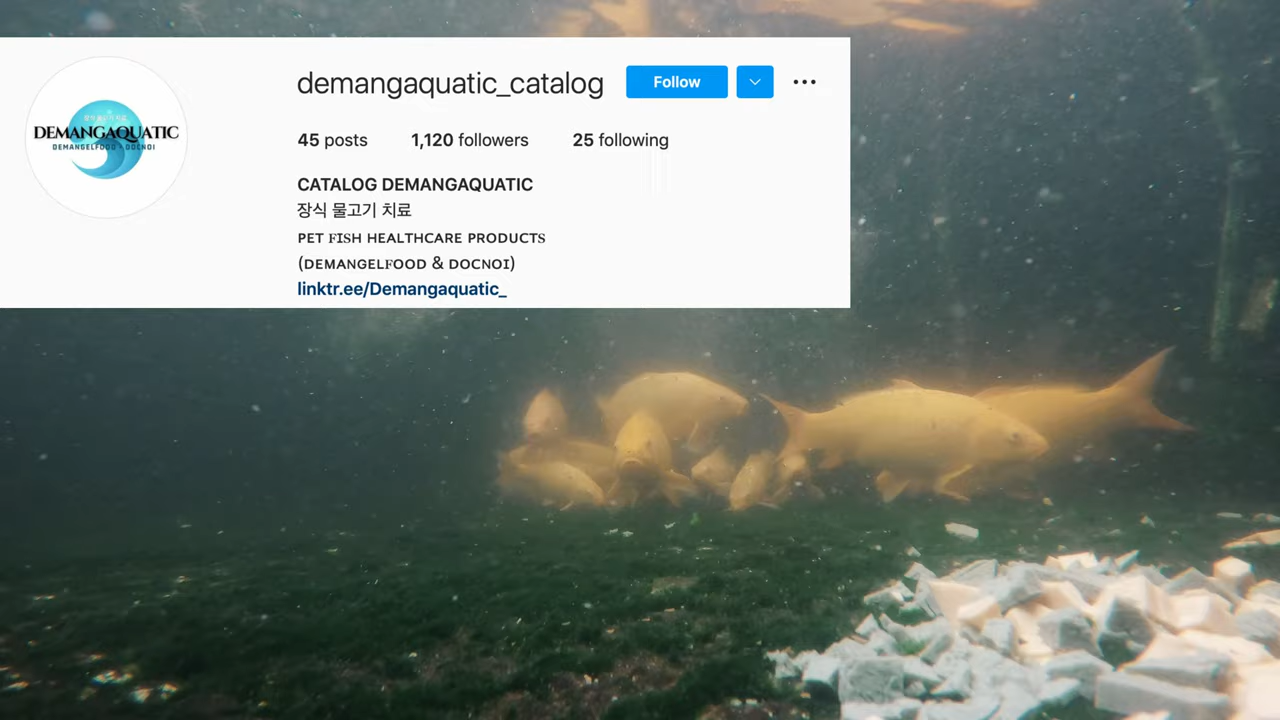 demangaquatic_catalog Follow
DEMANGAQUATIC
DEMANGELFOOD · DOCNOI
45 posts 1,120 followers 25 following
CATALOG DEMANGAQUATIC
장식 물고기 치료
PET FISH HEALTHCARE PRODUCTS
(DEMANGELFOOD & DOCNOI)
linktr.ee/Demangaquatic_